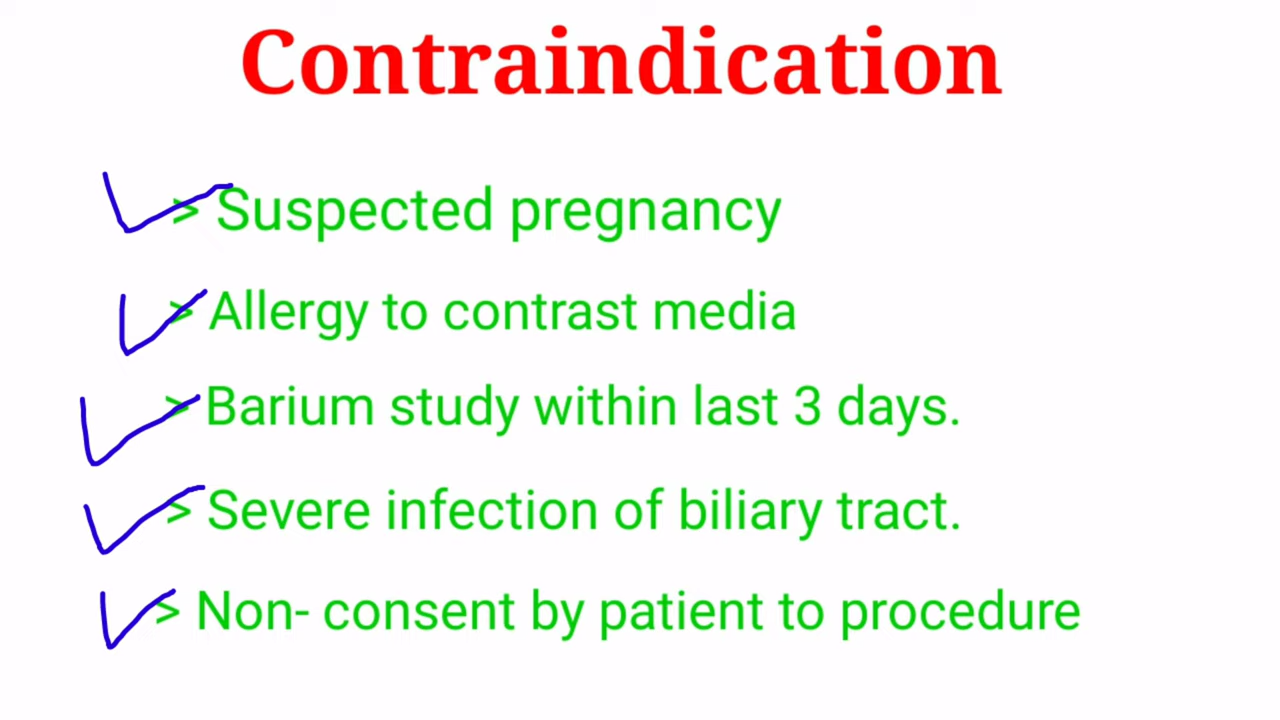 Contraindication
> Suspected pregnancy
> Allergy to contrast media
> Barium study within last 3 days.
> Severe infection of biliary tract.
> Non- consent by patient to procedure